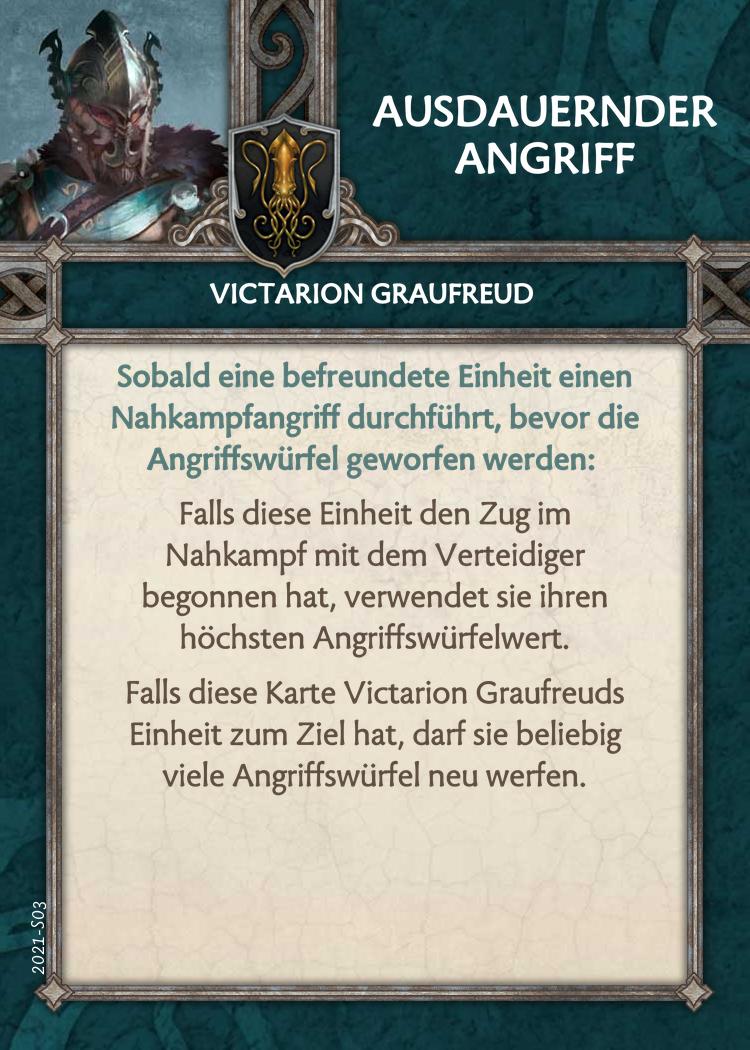 AUSDAUERNDER
ANGRIFF
VICTARION GRAUFREUD
Sobald eine befreundete Einheit einen
Nahkampfangriff durchführt, bevor die
Angriffswürfel geworfen werden:
Falls diese Einheit den Zug im
Nahkampf mit dem Verteidiger
begonnen hat, verwendet sie ihren
höchsten Angriffswürfelwert.
Falls diese Karte Victarion Graufreuds
Einheit zum Ziel hat, darf sie beliebig
viele Angriffswürfel neu werfen.
2021-S03